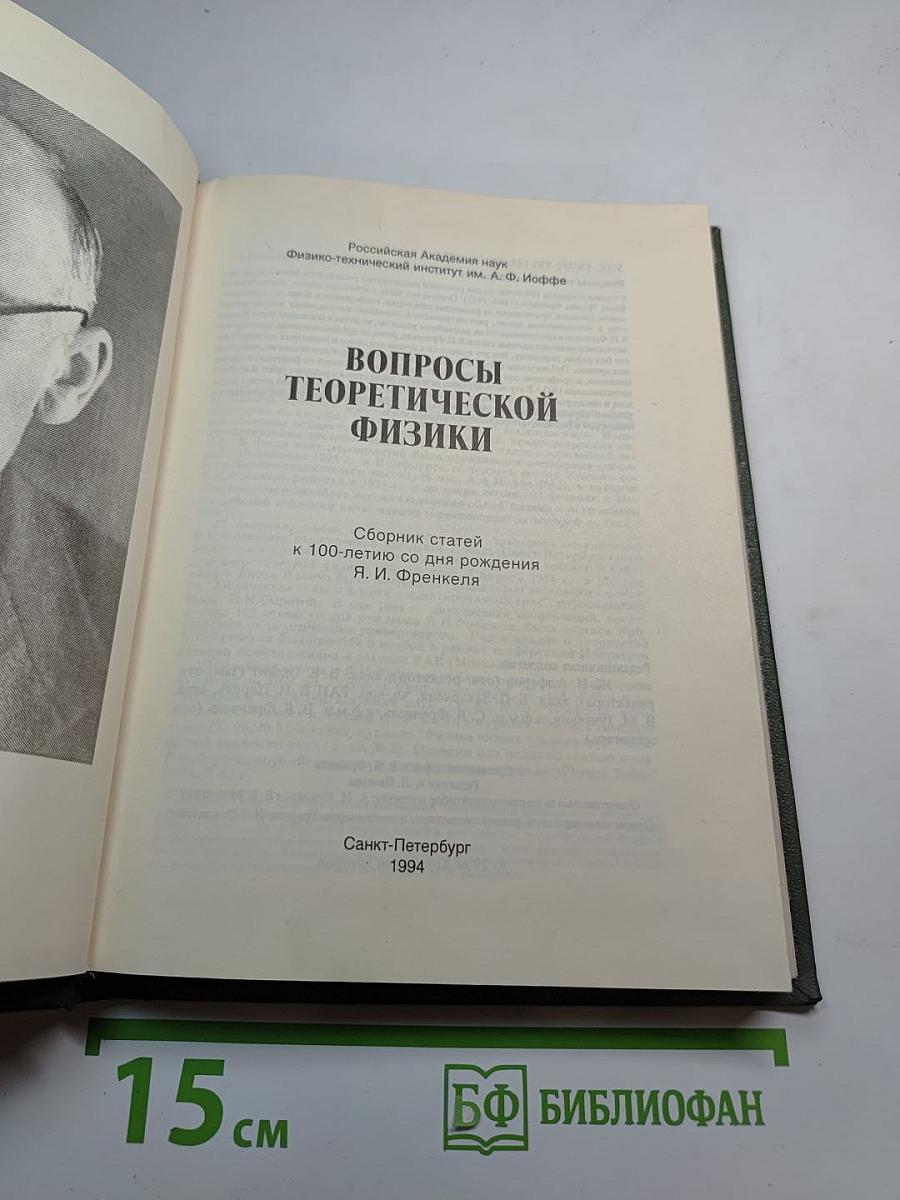 Российская Академия наук
Физико-технический институт им. А. Ф. Иоффе
ВОПРОСЫ
ТЕОРЕТИЧЕСКОЙ
ФИЗИКИ
Сборник статей
к 100-летию со дня рождения
Я. И. Френкеля
Санкт-Петербург
1994
15 см
БФ БИБЛИОФАН